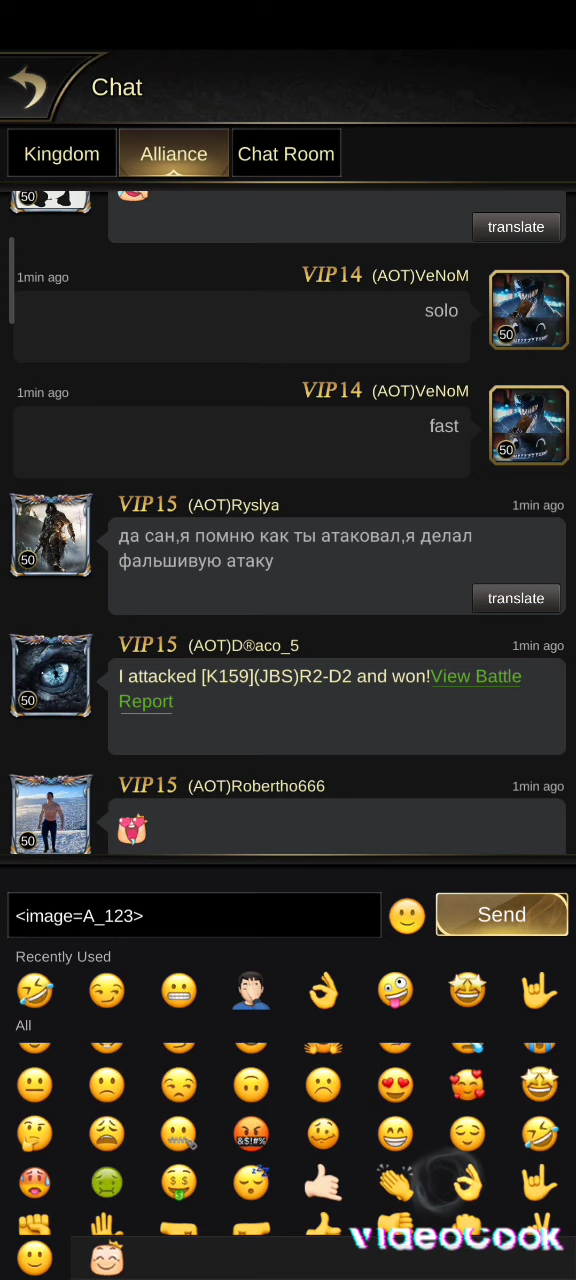 Chat
Kingdom
Alliance
Chat Room
50
translate
1min ago
VIP14 (AOT)VeNoM
solo
50
1min ago
VIP14 (AOT)VeNoM
fast
50
VIP15 (AOT)Ryslya
1min ago
да сан,я помню как ты атаковал,я делал
фальшивую атаку
50
translate
VIP15 (AOT)D®aco_5
1min ago
I attacked [K159](JBS)R2-D2 and won!View Battle
Report
50
VIP15 (AOT)Robertho666
1min ago
50
<image=A_123>
Send
Recently Used
All
&$!#%
VIDEOCOOK